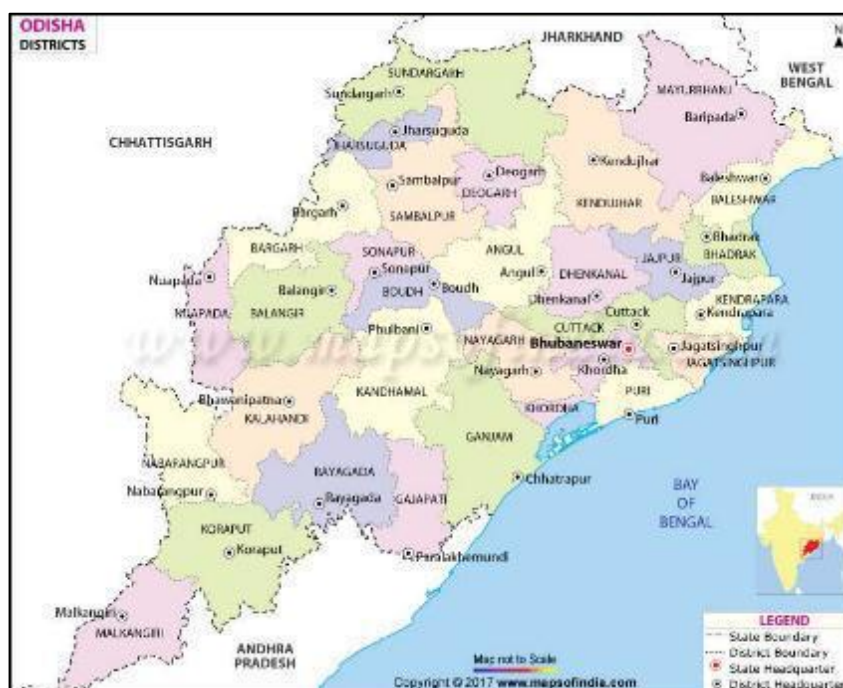 ODISHA
DISTRICTS
JHARKHAND
N
WEST
BENGAL
CHHATTISGARH
SUNDARGARH
Sundargarh
MAYURBHANJ
Baripada
Jharsuguda
JHARSUGUDA
Kendujhar
KENDUJHAR
Deogarh
DEOGARH
Sambalpur
SAMBALPUR
Baleshwar
BALESHWAR
Bargarh
BARGARH
Bhadrak
BHADRAK
SONAPUR
Sonapur
ANGUL
Angul
DHENKANAL
Dhenkanal
JAJPUR
Jajpur
Nuapada
NUAPADA
Balangir
BALANGIR
BOUDH
Boudh
KENDRAPARA
Kendrapara
Cuttack
CUTTACK
Phulbani
NAYAGARH
Bhubaneswar
Jagatsinghpur
JAGATSINGHPUR
www.mapsofindia.com
Nayagarh
Khordha
KHORDHA
PURI
Puri
KANDHAMAL
Bhawanipatna
KALAHANDI
GANJAM
NABARANGPUR
Nabarangpur
RAYAGADA
Rayagada
GAJAPATI
Chhatrapur
BAY
OF
BENGAL
INDIA
KORAPUT
Koraput
Paralakhemundi
Malkangiri
MALKANGIRI
ANDHRA
PRADESH
LEGEND
State Boundary
District Boundary
State Headquarter
District Headquarter
Map not to Scale
Copyright © 2017 www.mapsofindia.com